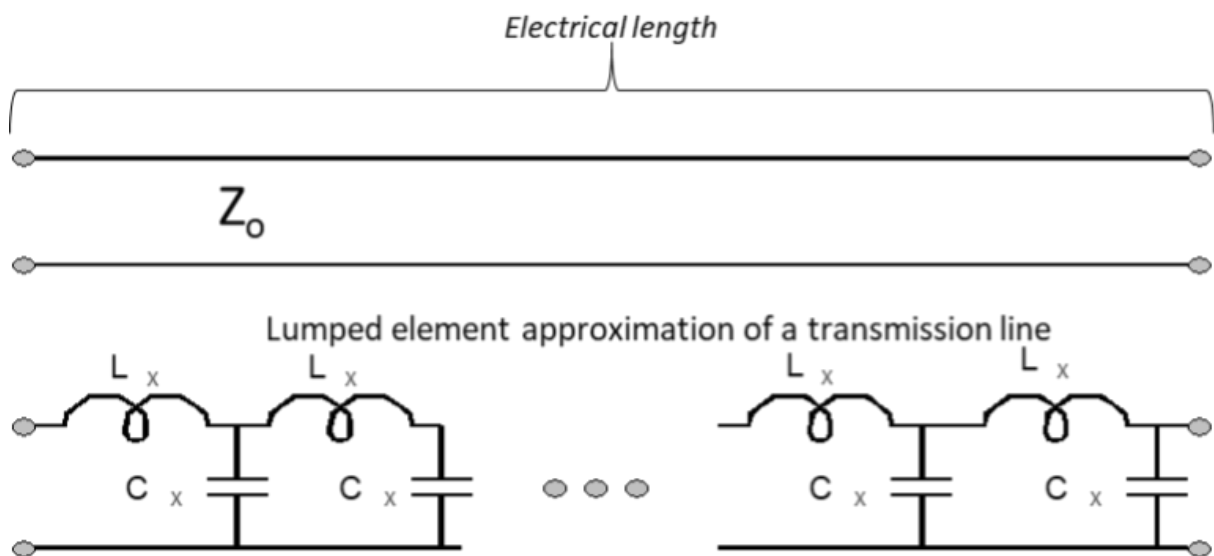 Electrical length
Zo
Lumped element approximation of a transmission line
L x L x L x L x
C x C x C x C x